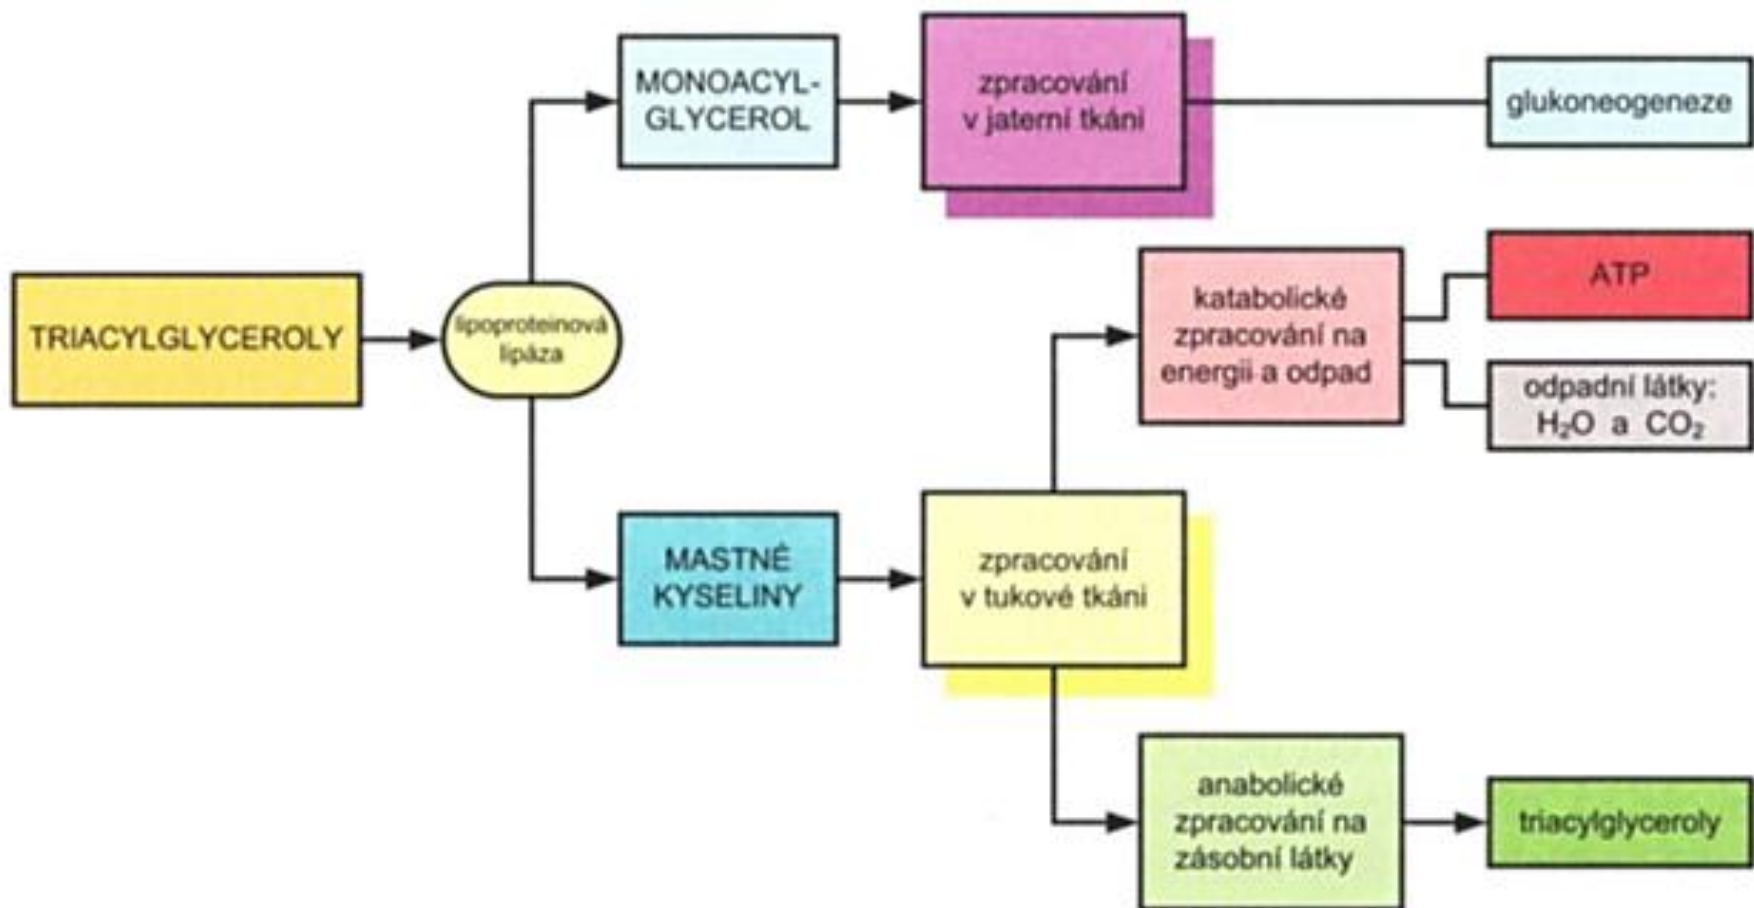 MONOACYL-
GLYCEROL
zpracování
v jaterní tkáni
glukoneogeneze
TRIACYLGLYCEROLY
lipoproteinová
lipáza
katabolické
zpracování na
energii a odpad
ATP
odpadní látky:
H₂O a CO₂
MASTNÉ
KYSELINY
zpracování
v tukové tkáni
anabolické
zpracování na
zásobní látky
triacylglyceroly